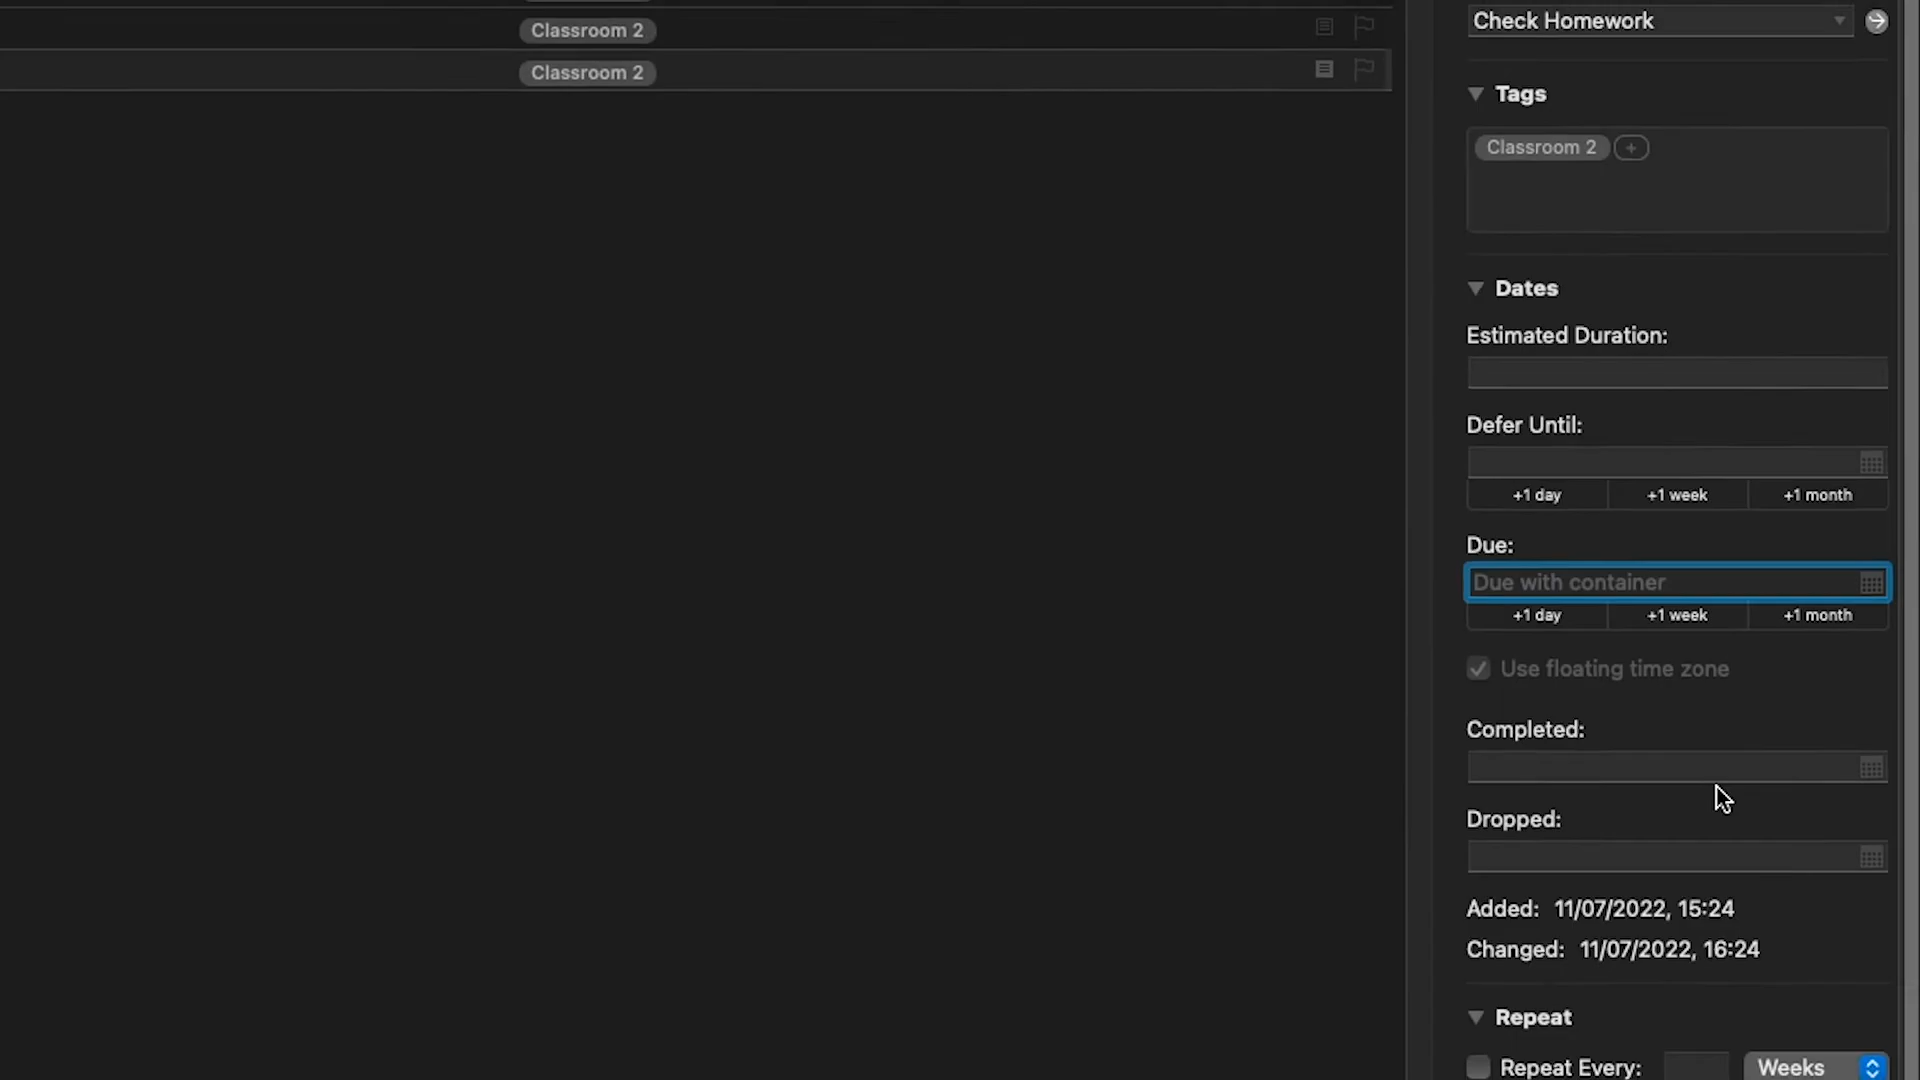 Classroom 2
Classroom 2
Check Homework
Tags
Classroom 2 +
Dates
Estimated Duration:
Defer Until:
+1 day +1 week +1 month
Due:
Due with container
+1 day +1 week +1 month
Use floating time zone
Completed:
Dropped:
Added: 11/07/2022, 15:24
Changed: 11/07/2022, 16:24
Repeat
Repeat Every: Weeks